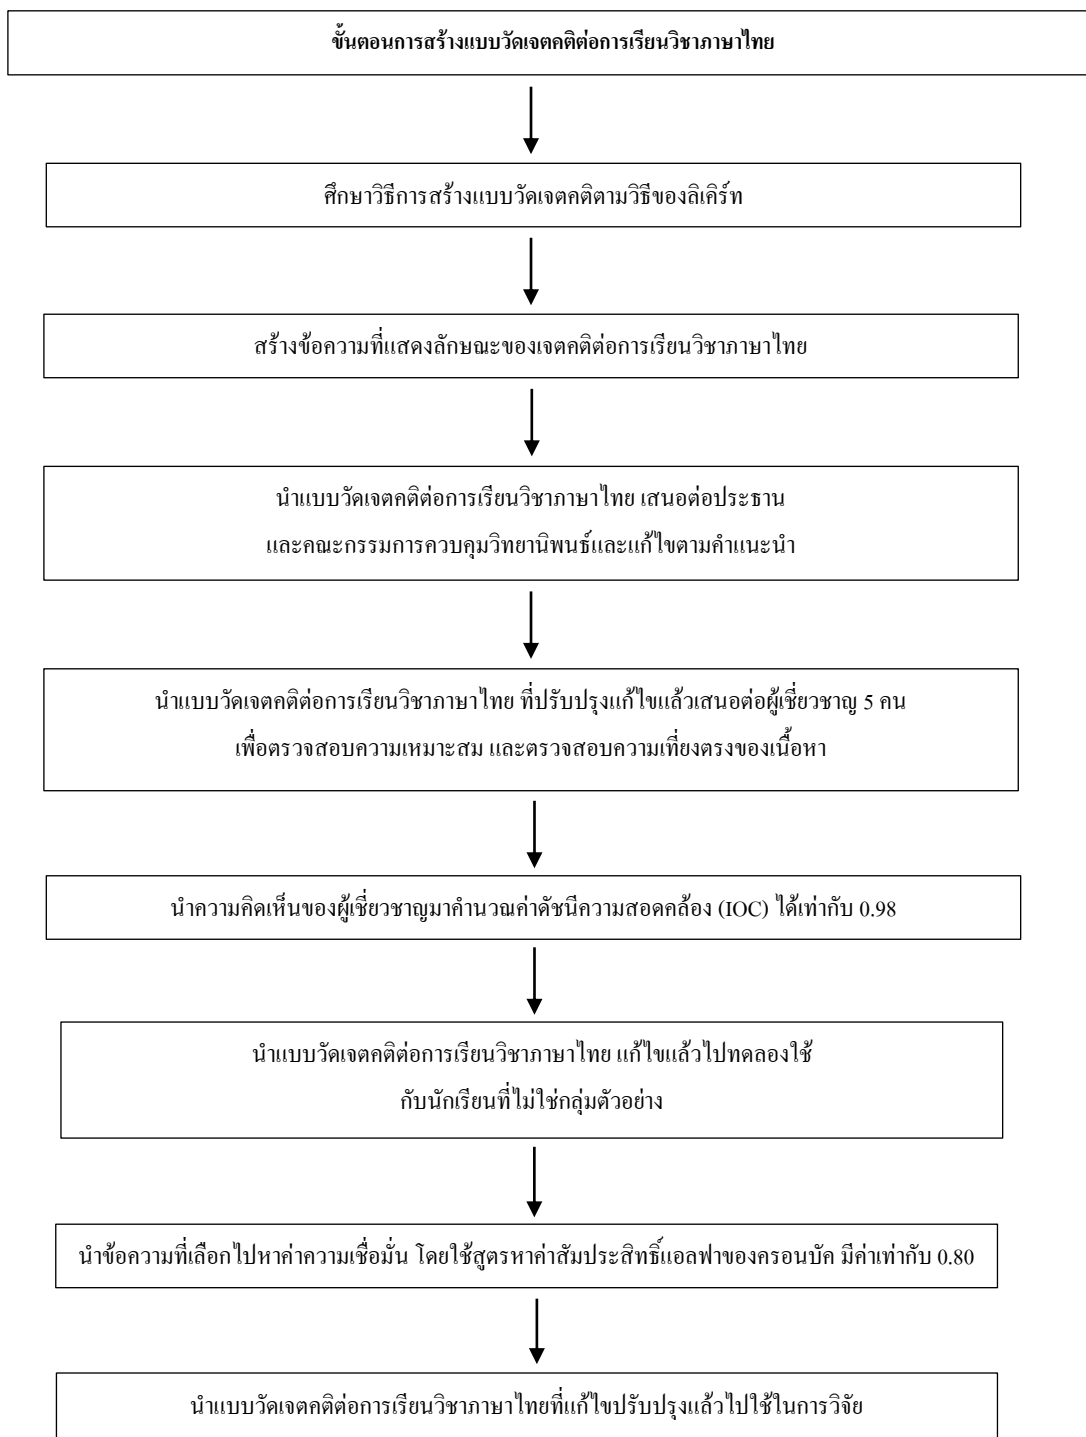 ขั้นตอนการสร้างแบบวัดเจตคติต่อการเรียนวิชาภาษาไทย
ศึกษาวิธีการสร้างแบบวัดเจตคติตามวิธีของลิเคิร์ท
สร้างข้อความที่แสดงลักษณะของเจตคติต่อการเรียนวิชาภาษาไทย
นำแบบวัดเจตคติต่อการเรียนวิชาภาษาไทย เสนอต่อประธาน
และคณะกรรมการควบคุมวิทยานิพนธ์และแก้ไขตามคำแนะนำ
นำแบบวัดเจตคติต่อการเรียนวิชาภาษาไทย ที่ปรับปรุงแก้ไขแล้วเสนอต่อผู้เชี่ยวชาญ 5 คน
เพื่อตรวจสอบความเหมาะสม และตรวจสอบความเที่ยงตรงของเนื้อหา
นำความคิดเห็นของผู้เชี่ยวชาญมาคำนวณค่าดัชนีความสอดคล้อง (IOC) ได้เท่ากับ 0.98
นำแบบวัดเจตคติต่อการเรียนวิชาภาษาไทย แก้ไขแล้วไปทดลองใช้
กับนักเรียนที่ไม่ใช่กลุ่มตัวอย่าง
นำข้อความที่เลือกไปหาค่าความเชื่อมั่น โดยใช้สูตรหาค่าสัมประสิทธิ์แอลฟาของครอนบัค มีค่าเท่ากับ 0.80
นำแบบวัดเจตคติต่อการเรียนวิชาภาษาไทยที่แก้ไขปรับปรุงแล้วไปใช้ในการวิจัย